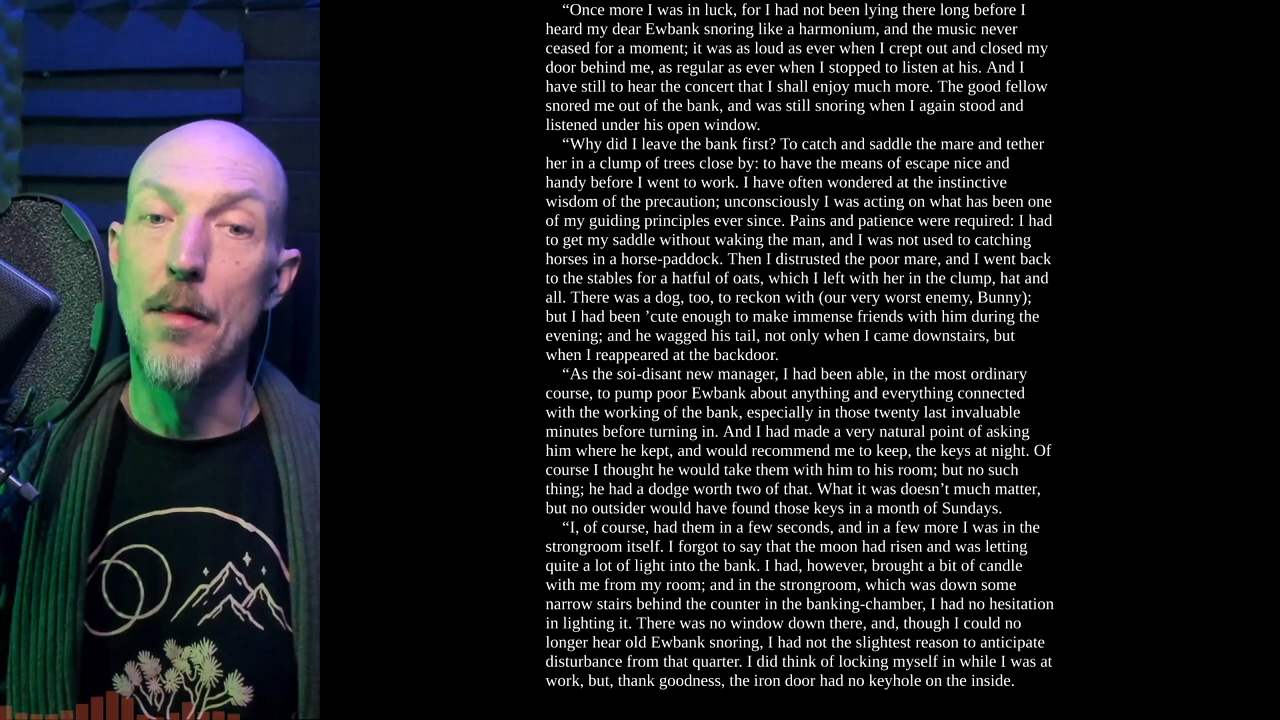 “Once more I was in luck, for I had not been lying there long before I
heard my dear Ewbank snoring like a harmonium, and the music never
ceased for a moment; it was as loud as ever when I crept out and closed my
door behind me, as regular as ever when I stopped to listen at his. And I
have still to hear the concert that I shall enjoy much more. The good fellow
snored me out of the bank, and was still snoring when I again stood and
listened under his open window.
“Why did I leave the bank first? To catch and saddle the mare and tether
her in a clump of trees close by: to have the means of escape nice and
handy before I went to work. I have often wondered at the instinctive
wisdom of the precaution; unconsciously I was acting on what has been one
of my guiding principles ever since. Pains and patience were required: I had
to get my saddle without waking the man, and I was not used to catching
horses in a horse-paddock. Then I distrusted the poor mare, and I went back
to the stables for a hatful of oats, which I left with her in the clump, hat and
all. There was a dog, too, to reckon with (our very worst enemy, Bunny);
but I had been ’cute enough to make immense friends with him during the
evening; and he wagged his tail, not only when I came downstairs, but
when I reappeared at the backdoor.
“As the soi-disant new manager, I had been able, in the most ordinary
course, to pump poor Ewbank about anything and everything connected
with the working of the bank, especially in those twenty last invaluable
minutes before turning in. And I had made a very natural point of asking
him where he kept, and would recommend me to keep, the keys at night. Of
course I thought he would take them with him to his room; but no such
thing; he had a dodge worth two of that. What it was doesn’t much matter,
but no outsider would have found those keys in a month of Sundays.
“I, of course, had them in a few seconds, and in a few more I was in the
strongroom itself. I forgot to say that the moon had risen and was letting
quite a lot of light into the bank. I had, however, brought a bit of candle
with me from my room; and in the strongroom, which was down some
narrow stairs behind the counter in the banking-chamber, I had no hesitation
in lighting it. There was no window down there, and, though I could no
longer hear old Ewbank snoring, I had not the slightest reason to anticipate
disturbance from that quarter. I did think of locking myself in while I was at
work, but, thank goodness, the iron door had no keyhole on the inside.